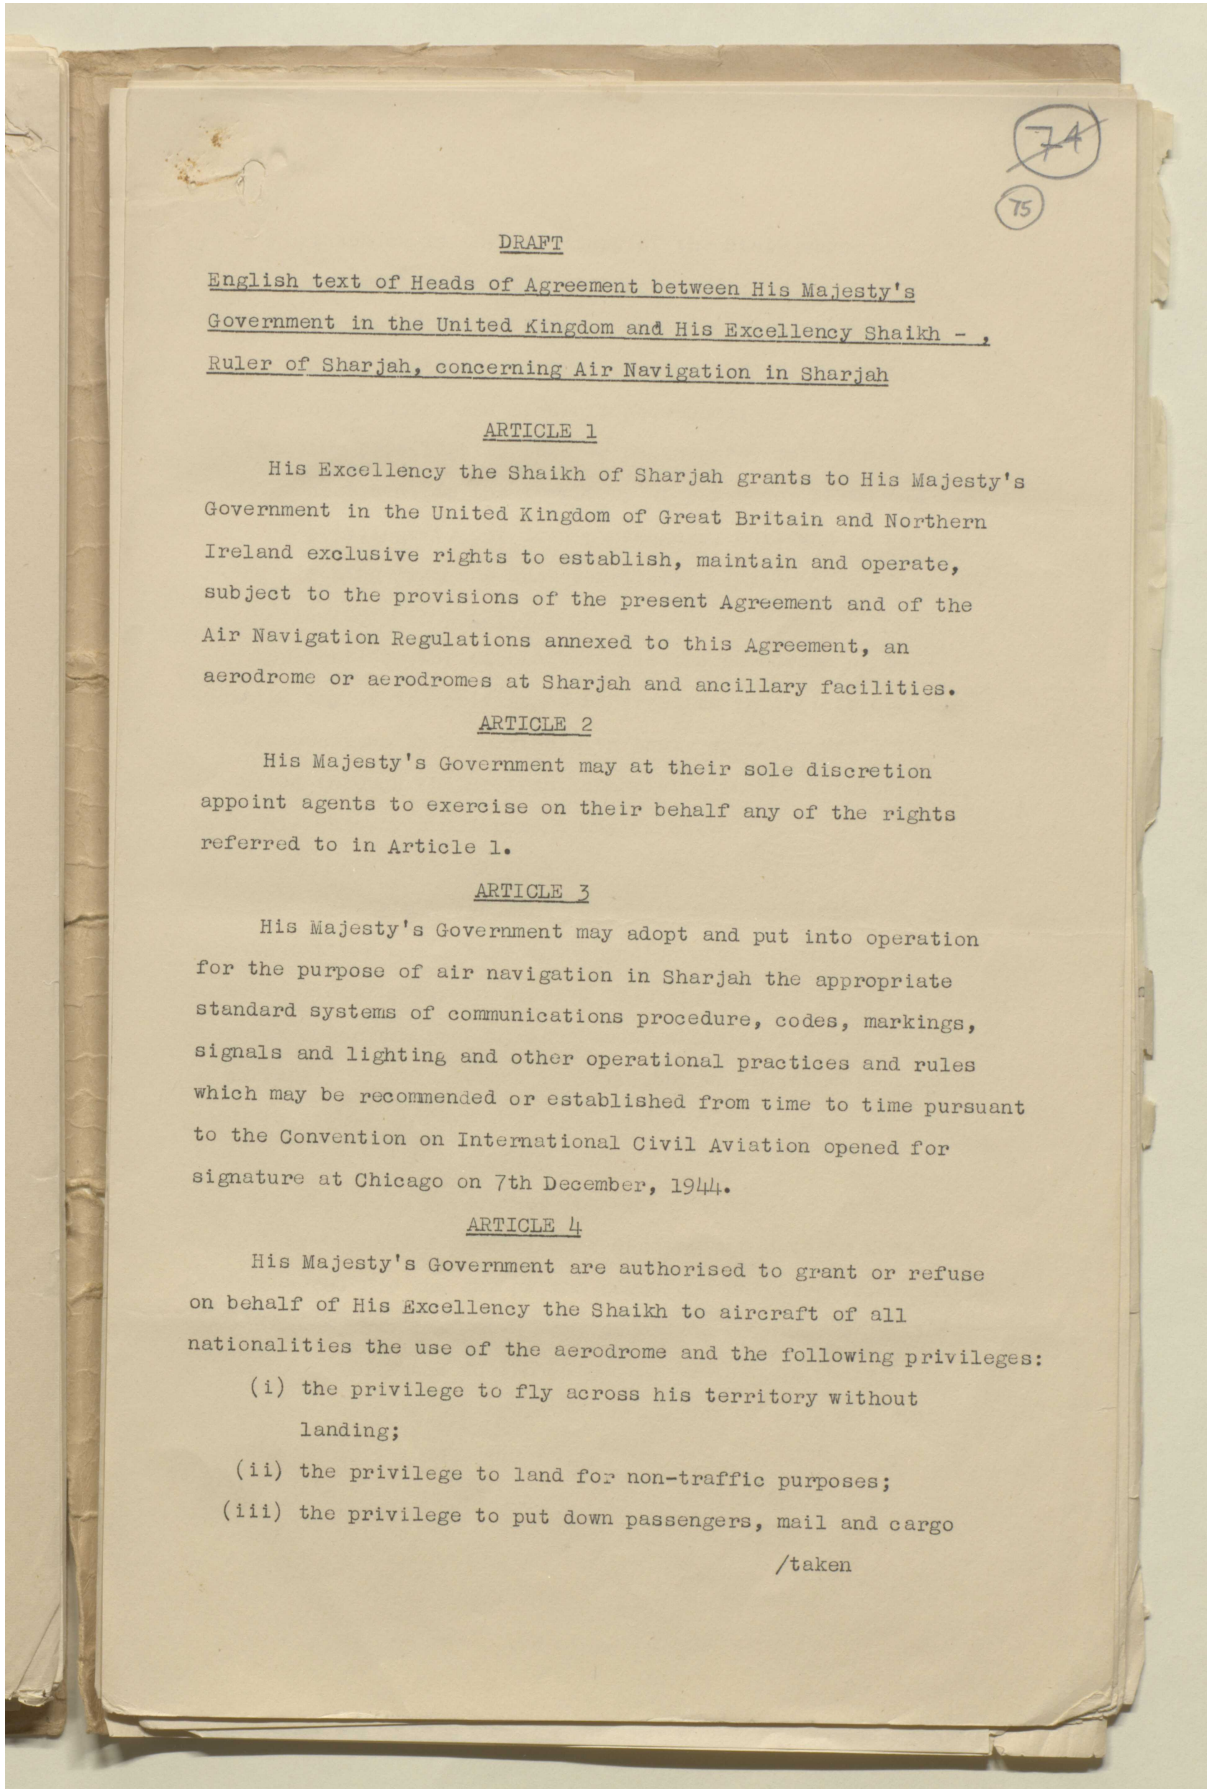 74
75
DRAFT
English text of Heads of Agreement between His Majesty's
Government in the United Kingdom and His Excellency Shaikh - ,
Ruler of Sharjah, concerning Air Navigation in Sharjah
ARTICLE 1
His Excellency the Shaikh of Sharjah grants to His Majesty's
Government in the United Kingdom of Great Britain and Northern
Ireland exclusive rights to establish, maintain and operate,
subject to the provisions of the present Agreement and of the
Air Navigation Regulations annexed to this Agreement, an
aerodrome or aerodromes at Sharjah and ancillary facilities.
ARTICLE 2
His Majesty's Government may at their sole discretion
appoint agents to exercise on their behalf any of the rights
referred to in Article 1.
ARTICLE 3
His Majesty's Government may adopt and put into operation
for the purpose of air navigation in Sharjah the appropriate
standard systems of communications procedure, codes, markings,
signals and lighting and other operational practices and rules
which may be recommended or established from time to time pursuant
to the Convention on International Civil Aviation opened for
signature at Chicago on 7th December, 1944.
ARTICLE 4
His Majesty's Government are authorised to grant or refuse
on behalf of His Excellency the Shaikh to aircraft of all
nationalities the use of the aerodrome and the following privileges:
(i) the privilege to fly across his territory without
landing;
(ii) the privilege to land for non-traffic purposes;
(iii) the privilege to put down passengers, mail and cargo
/taken